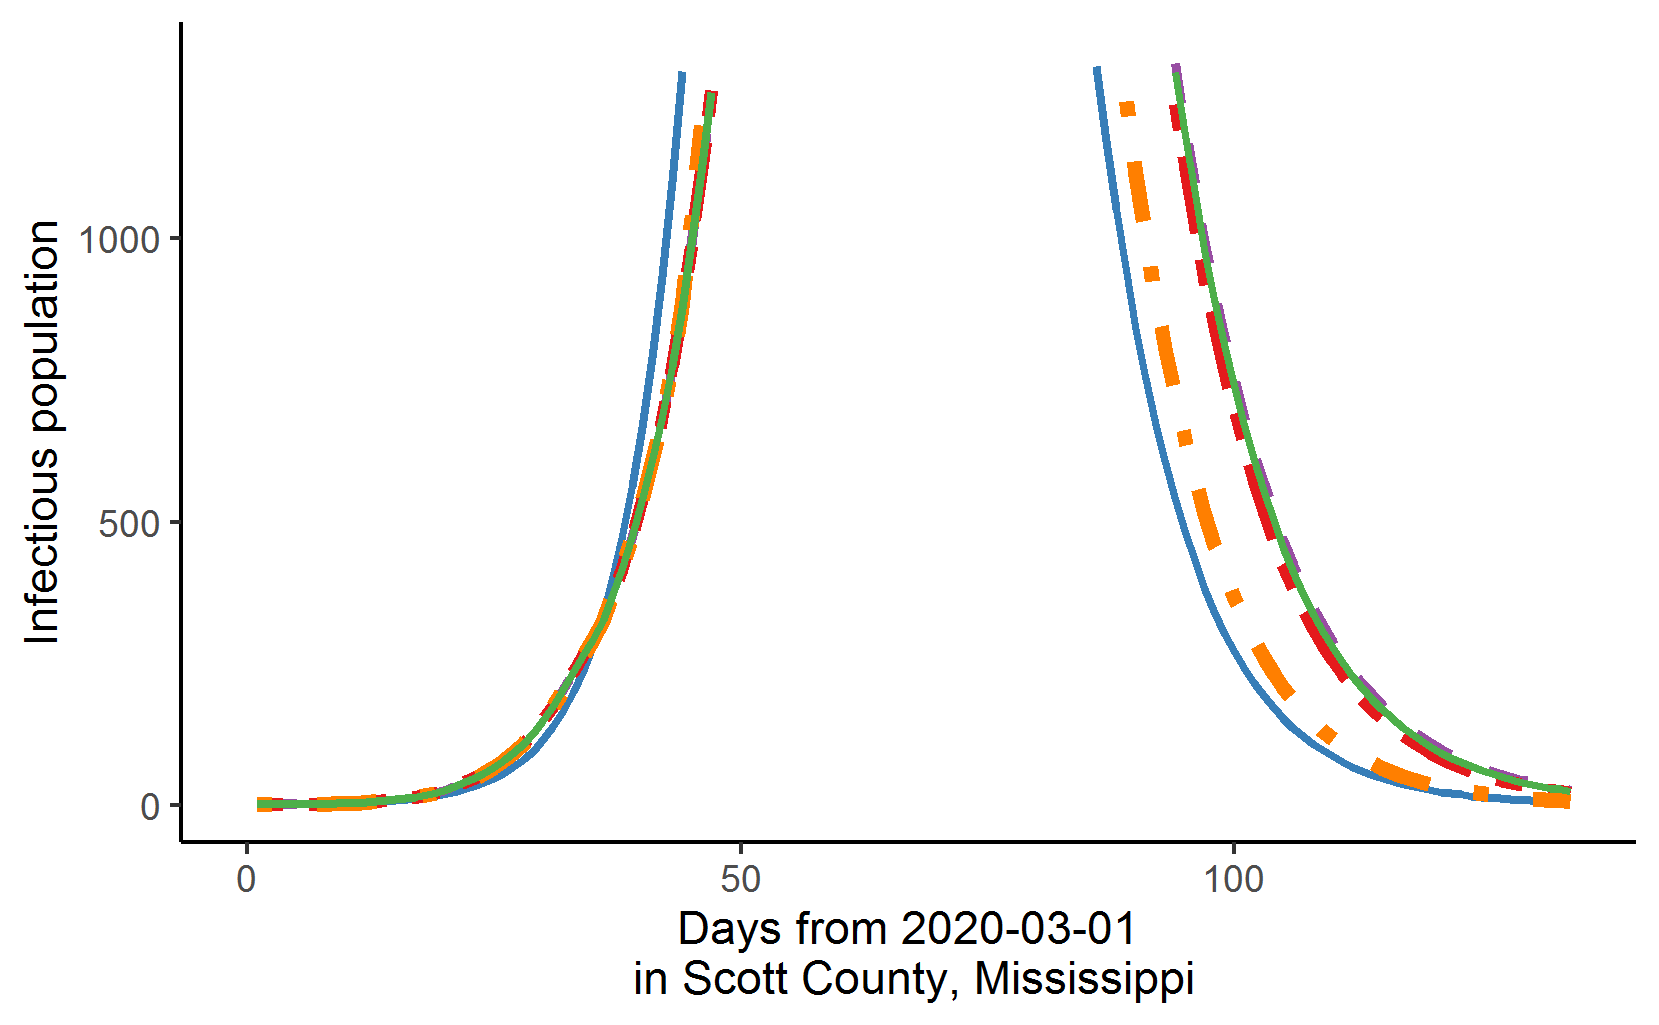 Infectious population
1000
500
0
0 50 100
Days from 2020-03-01
in Scott County, Mississippi